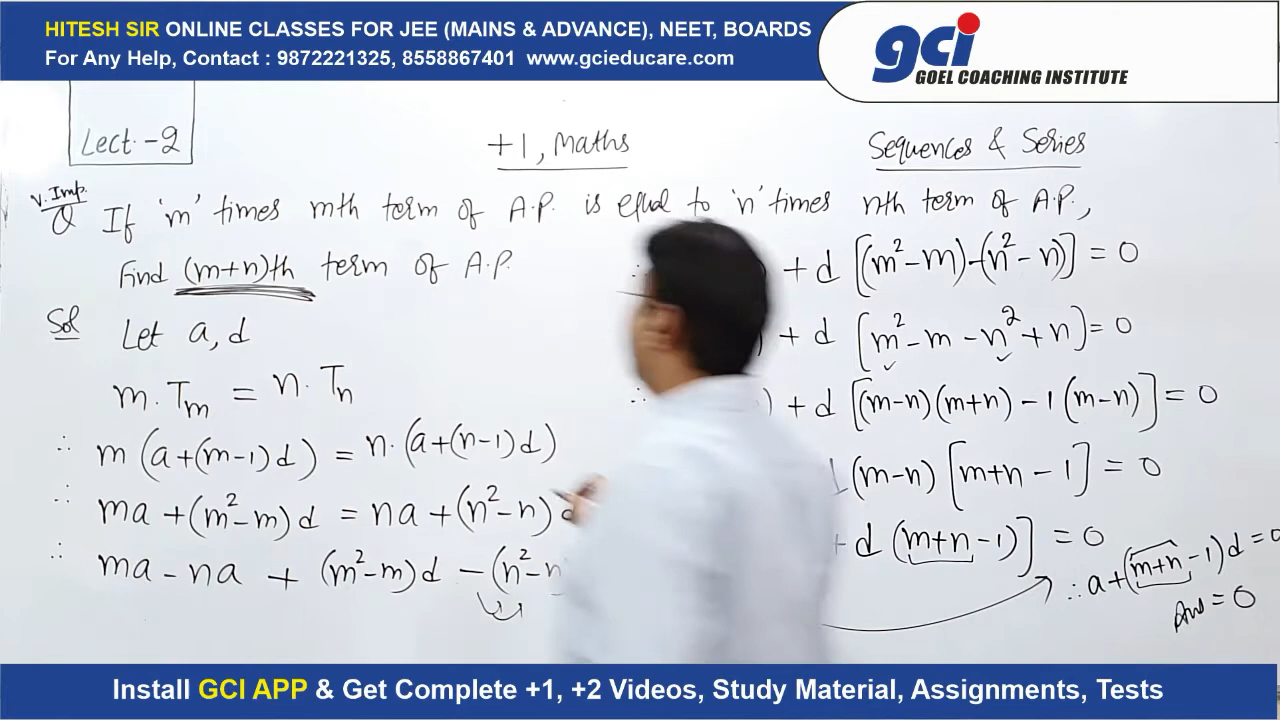 HITESH SIR ONLINE CLASSES FOR JEE (MAINS & ADVANCE), NEET, BOARDS
For Any Help, Contact : 9872221325, 8558867401 www.gcieducare.com
gci
GOEL COACHING INSTITUTE
Lect.-2
+1, Maths
Sequences & Series
V. Imp.
Q If 'm' times mth term of A.P. is equal to 'n' times nth term of A.P.,
Find (m+n)th term of A.P.
Sol Let a, d
m.Tm = n.Tn
∴ m(a+(m-1)d) = n.(a+(n-1)d)
∴ ma+(m²-m)d = na+(n²-n)d
∴ ma-na + (m²-m)d -(n²-n
+ d [(m²-m)-(n²-n)] = 0
) + d [m²-m-n²+n] = 0
∴ ) + d [(m-n)(m+n)-1(m-n)] = 0
(m-n) [m+n-1] = 0
+ d (m+n-1)] = 0
∴ a+(m+n-1)d = 0
Ans = 0
Install GCI APP & Get Complete +1, +2 Videos, Study Material, Assignments, Tests